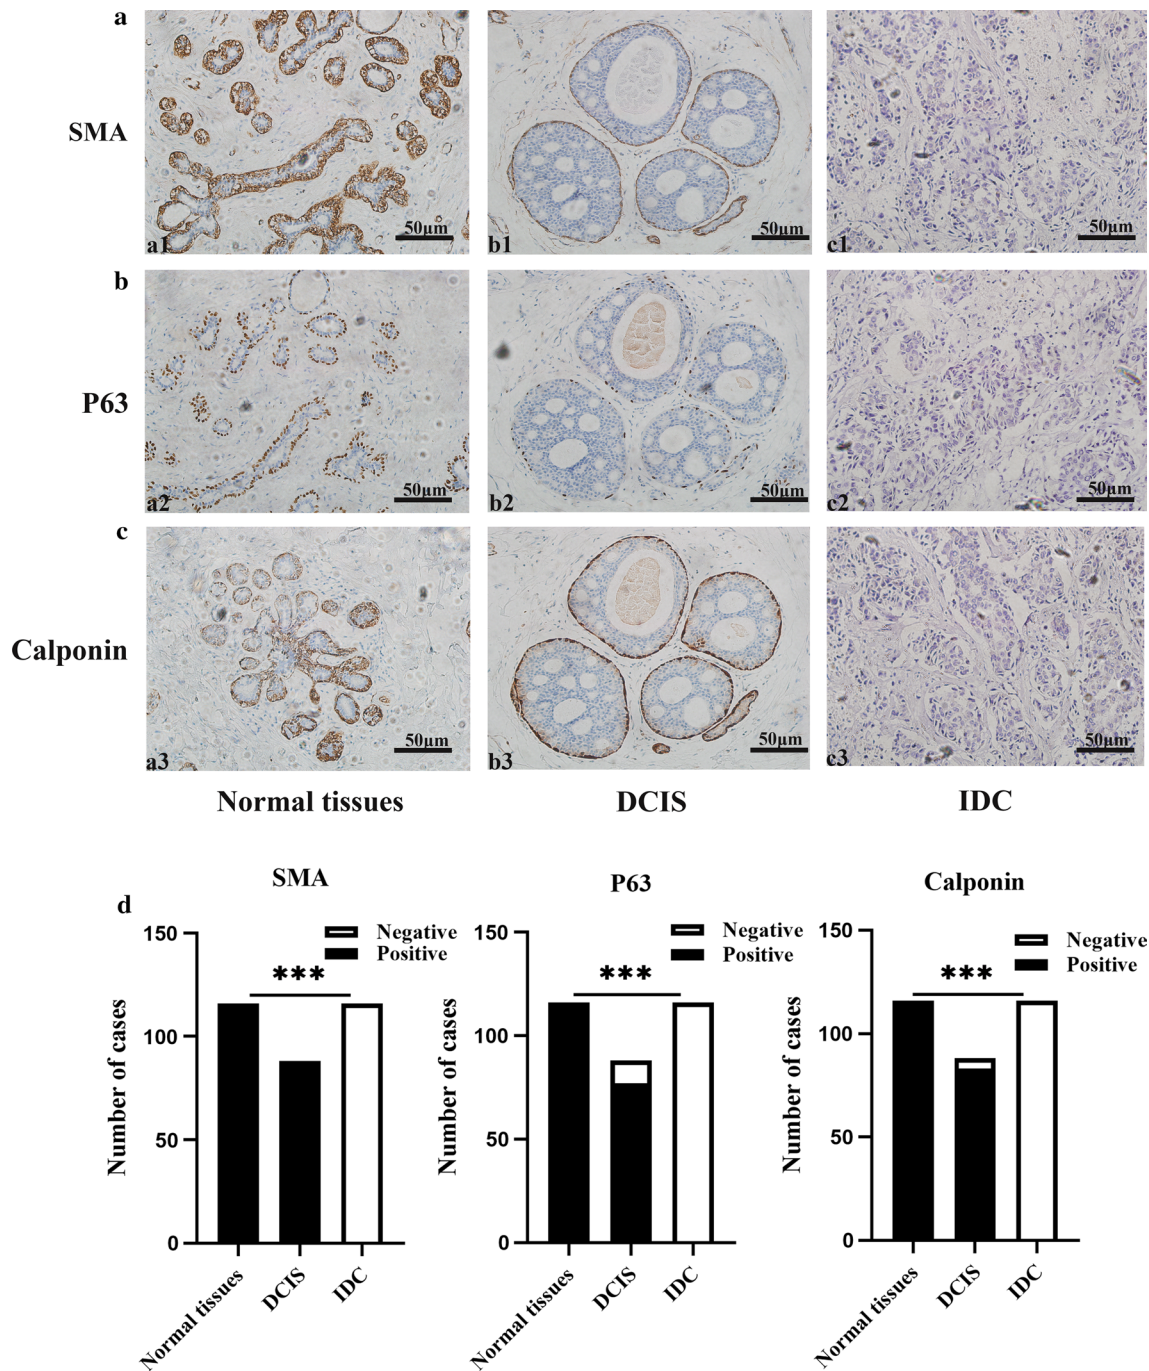 a
SMA
50μm
a1
50μm
b1
50μm
c1
b
P63
50μm
a2
50μm
b2
50μm
c2
c
Calponin
50μm
a3
50μm
b3
50μm
c3
Normal tissues
DCIS
IDC
d
SMA
Negative
Positive
***
Number of cases
150
100
50
0
Normal tissues
DCIS
IDC
P63
Negative
Positive
***
Number of cases
150
100
50
0
Normal tissues
DCIS
IDC
Calponin
Negative
Positive
***
Number of cases
150
100
50
0
Normal tissues
DCIS
IDC